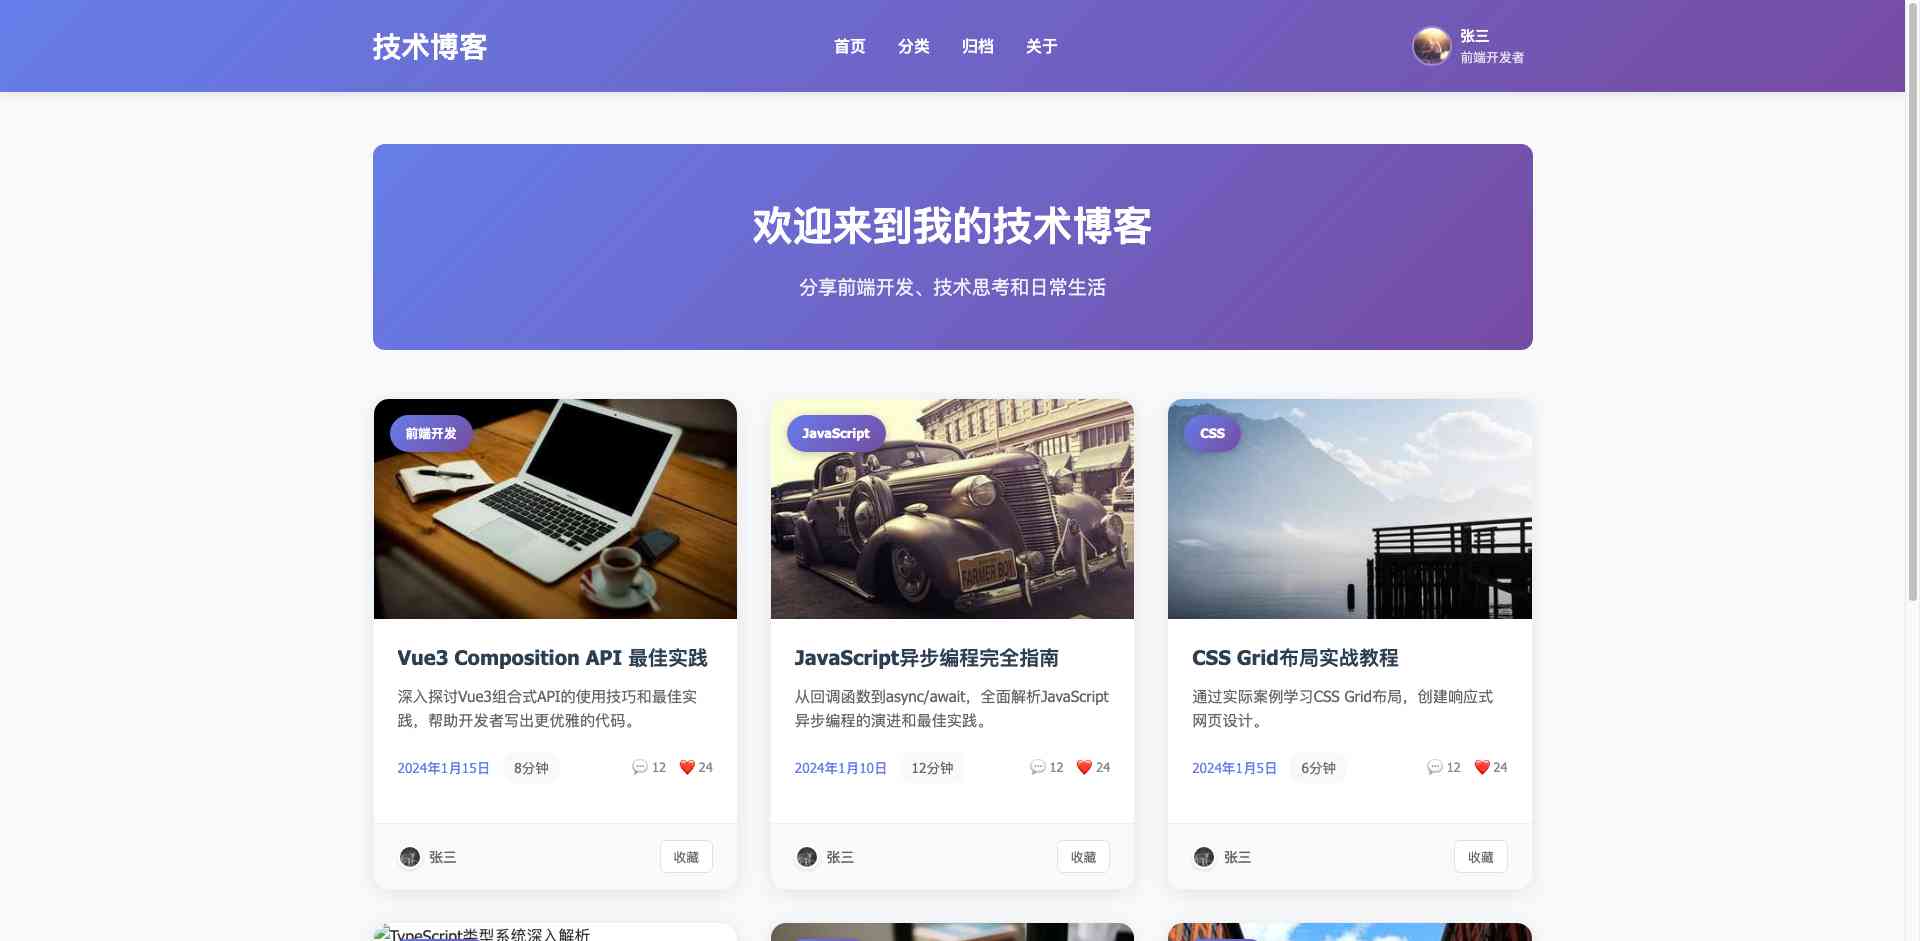 技术博客
首页
分类
归档
关于
张三
前端开发者
欢迎来到我的技术博客
分享前端开发、技术思考和日常生活
前端开发
Vue3 Composition API 最佳实践
深入探讨Vue3组合式API的使用技巧和最佳实
践，帮助开发者写出更优雅的代码。
2024年1月15日
8分钟
12
24
张三
收藏
JavaScript
FARMER BOY
JavaScript异步编程完全指南
从回调函数到async/await，全面解析JavaScript
异步编程的演进和最佳实践。
2024年1月10日
12分钟
12
24
张三
收藏
CSS
CSS Grid布局实战教程
通过实际案例学习CSS Grid布局，创建响应式
网页设计。
2024年1月5日
6分钟
12
24
张三
收藏
TypeScript类型系统深入解析